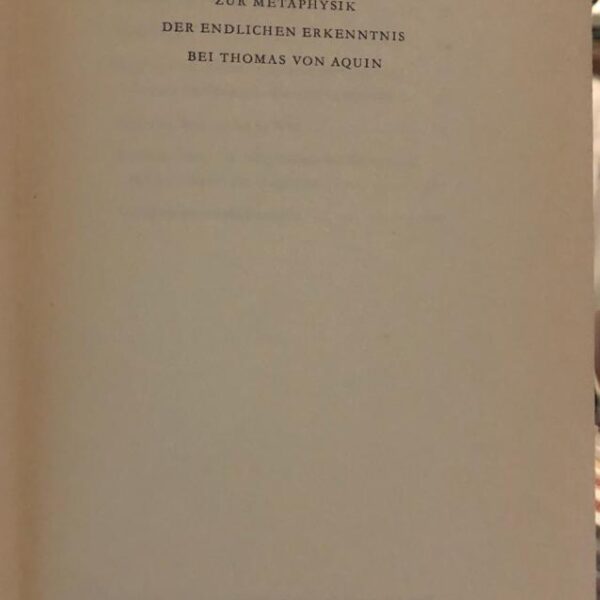 ZUR METAPHYSIK
DER ENDLICHEN ERKENNTNIS
BEI THOMAS VON AQUIN